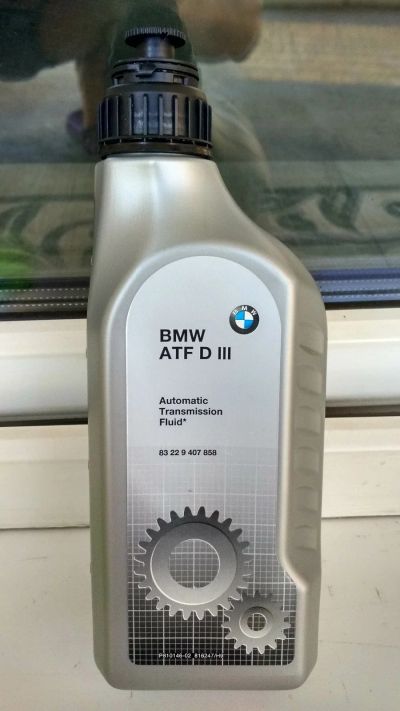 BMW
BMW
ATF D III
Automatic
Transmission
Fluid*
83 22 9 407 858